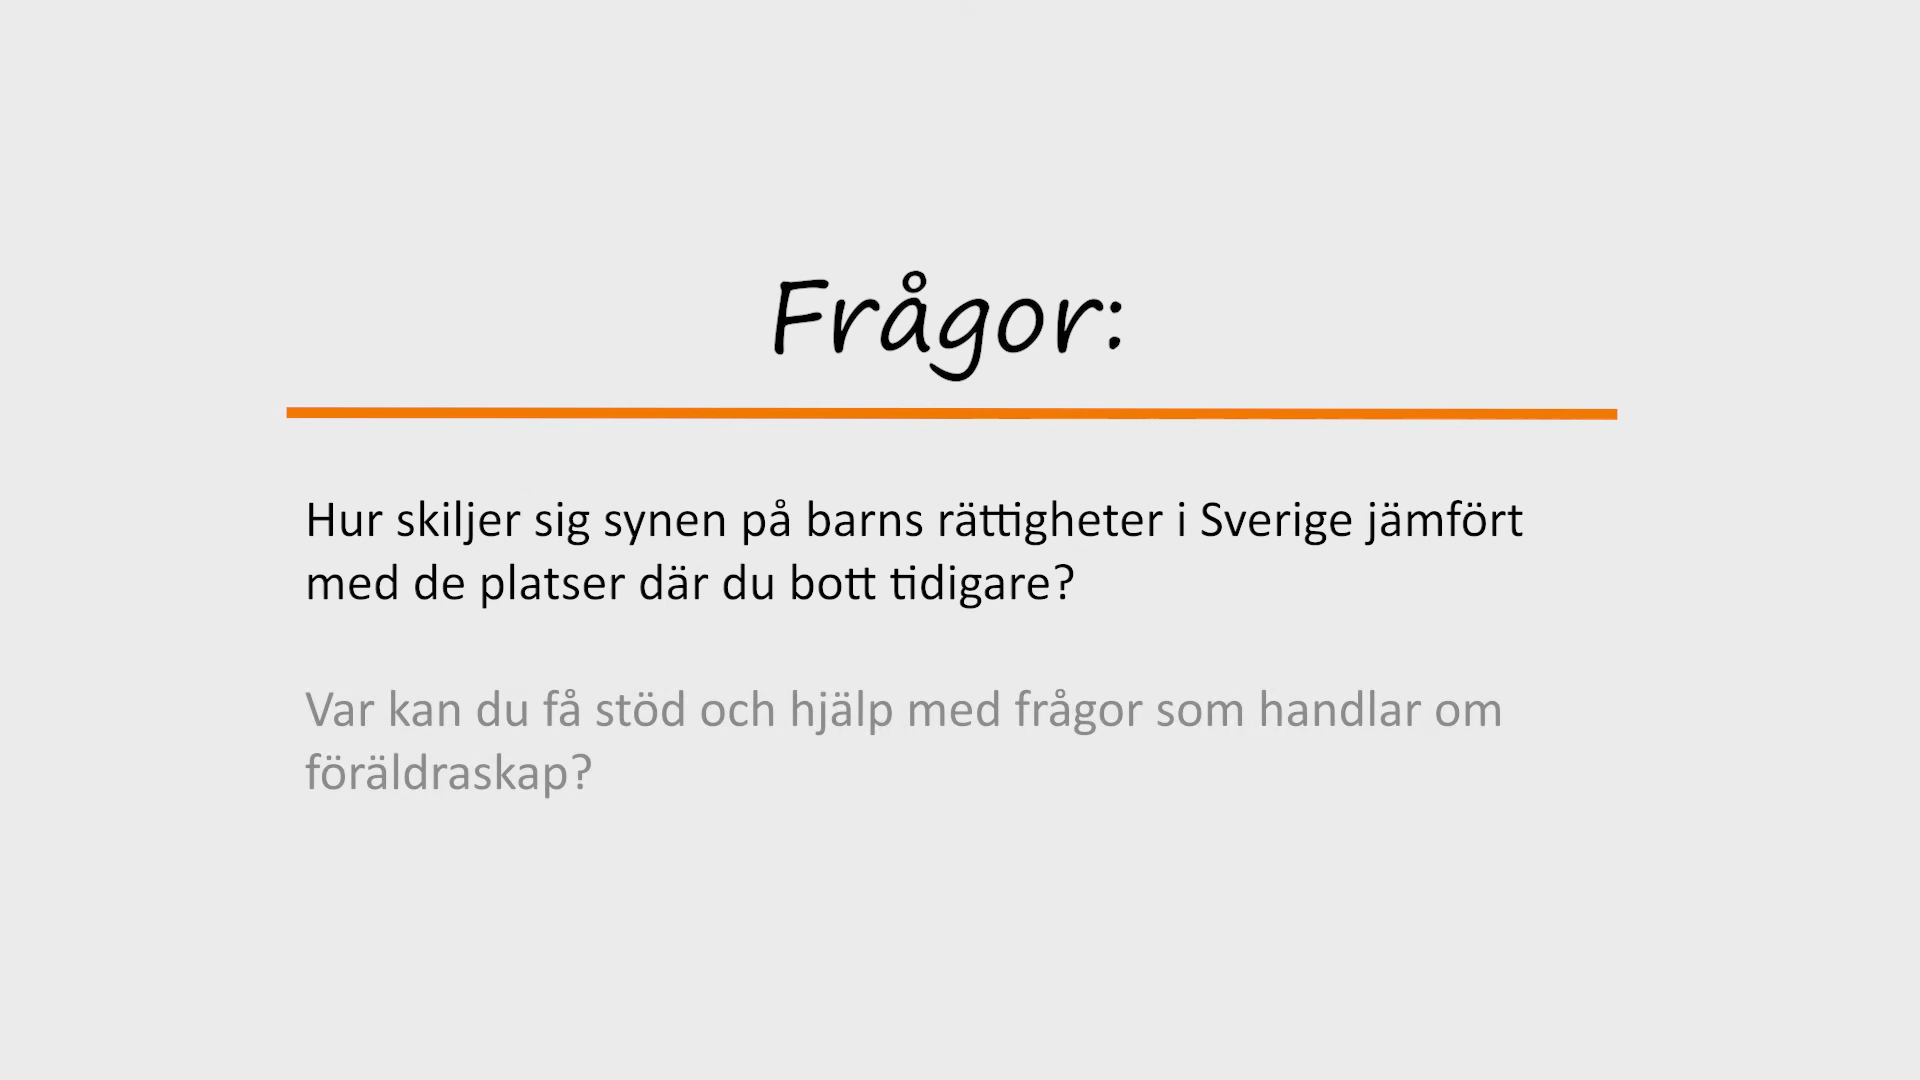 Frågor:
Hur skiljer sig synen på barns rättigheter i Sverige jämfört
med de platser där du bott tidigare?
Var kan du få stöd och hjälp med frågor som handlar om
föräldraskap?